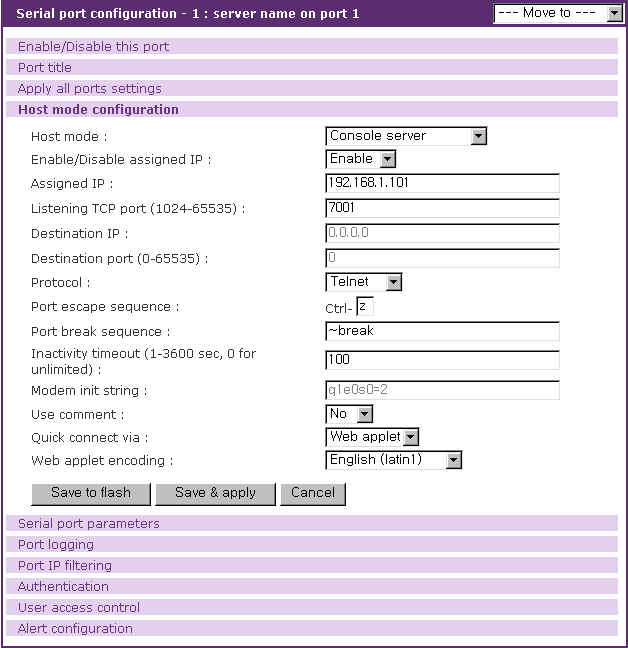 Serial port configuration - 1 : server name on port 1 --- Move to ---
Enable/Disable this port
Port title
Apply all ports settings
Host mode configuration
Host mode : Console server
Enable/Disable assigned IP : Enable
Assigned IP : 192.168.1.101
Listening TCP port (1024-65535) : 7001
Destination IP : 0.0.0.0
Destination port (0-65535) : 0
Protocol : Telnet
Port escape sequence : Ctrl- z
Port break sequence : ~break
Inactivity timeout (1-3600 sec, 0 for
unlimited) : 100
Modem init string : q1e0s0=2
Use comment : No
Quick connect via : Web applet
Web applet encoding : English (latin1)
Save to flash Save & apply Cancel
Serial port parameters
Port logging
Port IP filtering
Authentication
User access control
Alert configuration